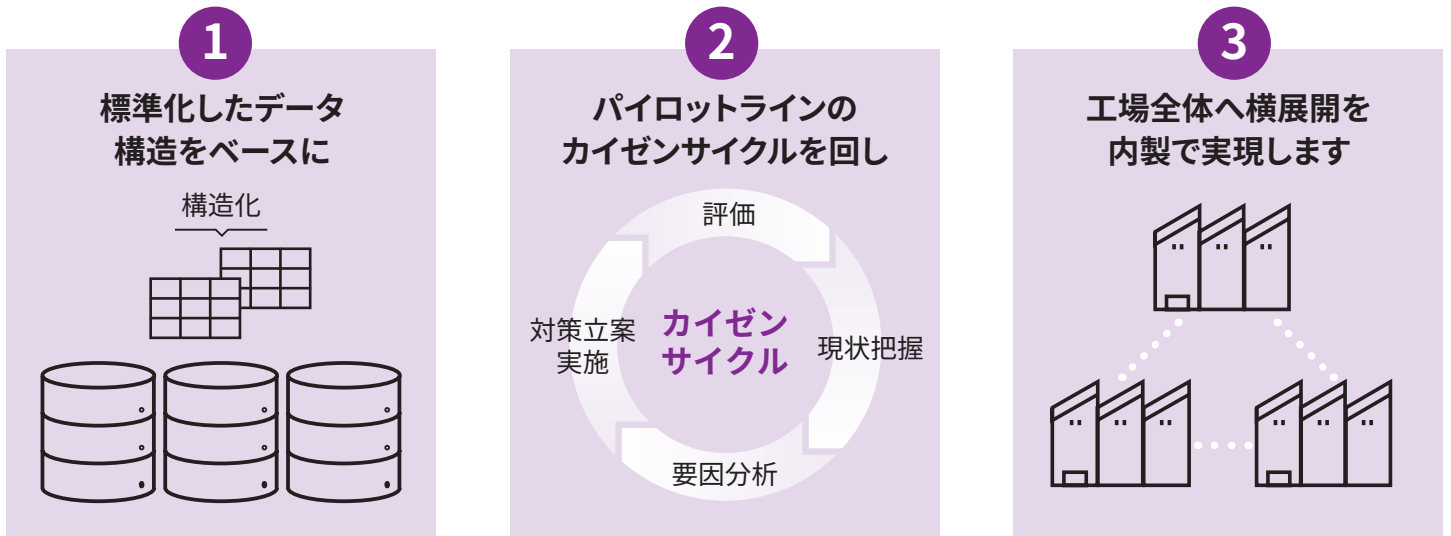 1
標準化したデータ
構造をベースに
構造化
2
パイロットラインの
カイゼンサイクルを回し
評価
対策立案
実施
カイゼン
サイクル
現状把握
要因分析
3
工場全体へ横展開を
内製で実現します